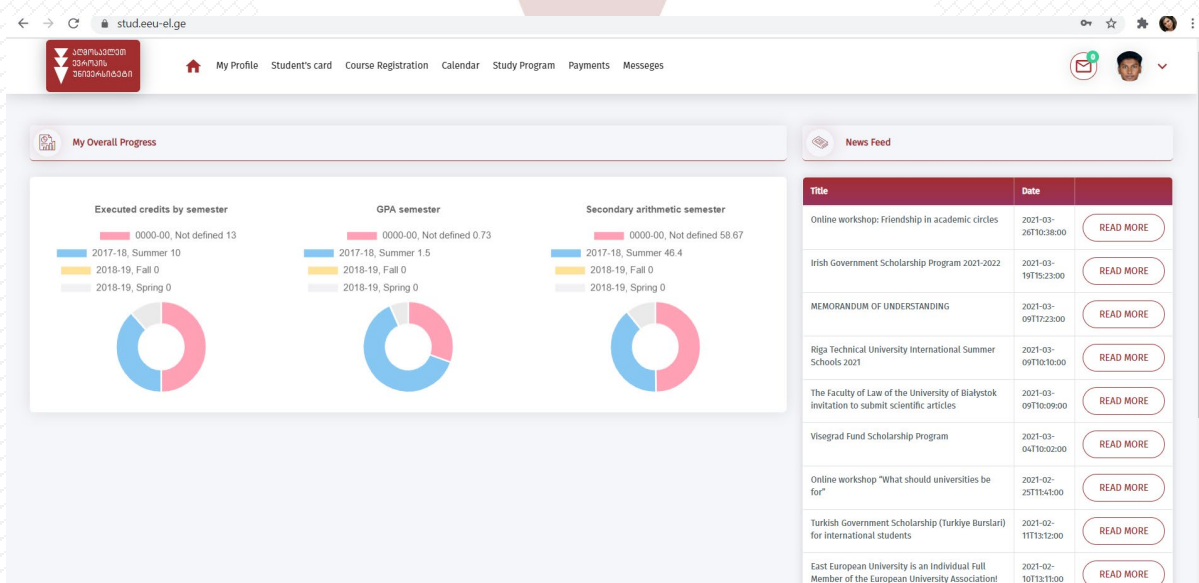 stud.eeu-el.ge
აღმოსავლეთ
ევროპის
უნივერსიტეტი
My Profile Student's card Course Registration Calendar Study Program Payments Messeges
0
My Overall Progress
Executed credits by semester
0000-00, Not defined 13
2017-18, Summer 10
2018-19, Fall 0
2018-19, Spring 0
GPA semester
0000-00, Not defined 0.73
2017-18, Summer 1.5
2018-19, Fall 0
2018-19, Spring 0
Secondary arithmetic semester
0000-00, Not defined 58.67
2017-18, Summer 46.4
2018-19, Fall 0
2018-19, Spring 0
News Feed
Title Date
Online workshop: Friendship in academic circles
2021-03-
26T10:38:00
READ MORE
Irish Government Scholarship Program 2021-2022
2021-03-
19T15:23:00
READ MORE
MEMORANDUM OF UNDERSTANDING
2021-03-
09T17:23:00
READ MORE
Riga Technical University International Summer
Schools 2021
2021-03-
09T10:10:00
READ MORE
The Faculty of Law of the University of Białystok
invitation to submit scientific articles
2021-03-
09T10:09:00
READ MORE
Visegrad Fund Scholarship Program
2021-03-
04T10:02:00
READ MORE
Online workshop "What should universities be
for"
2021-02-
25T11:41:00
READ MORE
Turkish Government Scholarship (Turkiye Burslari)
for international students
2021-02-
11T13:12:00
READ MORE
East European University is an Individual Full
Member of the European University Association!
2021-02-
10T13:11:00
READ MORE